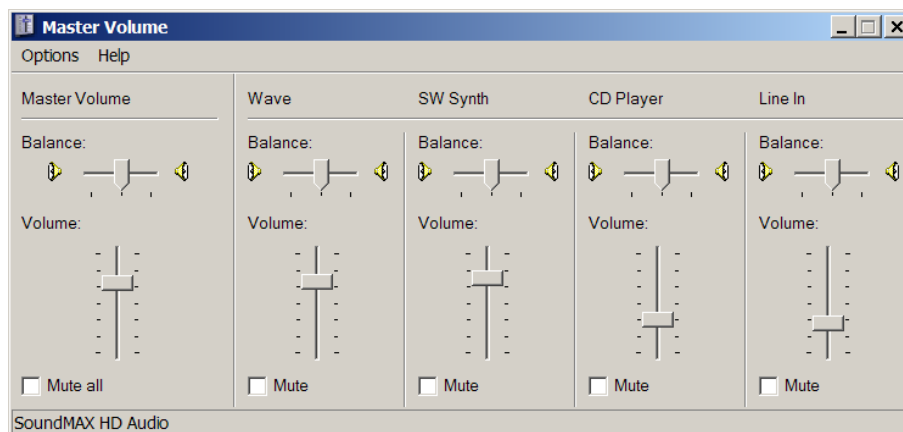 Master Volume
Options Help
Master Volume Wave SW Synth CD Player Line In
Balance: Balance: Balance: Balance: Balance:
Volume: Volume: Volume: Volume: Volume:
Mute all Mute Mute Mute Mute
SoundMAX HD Audio